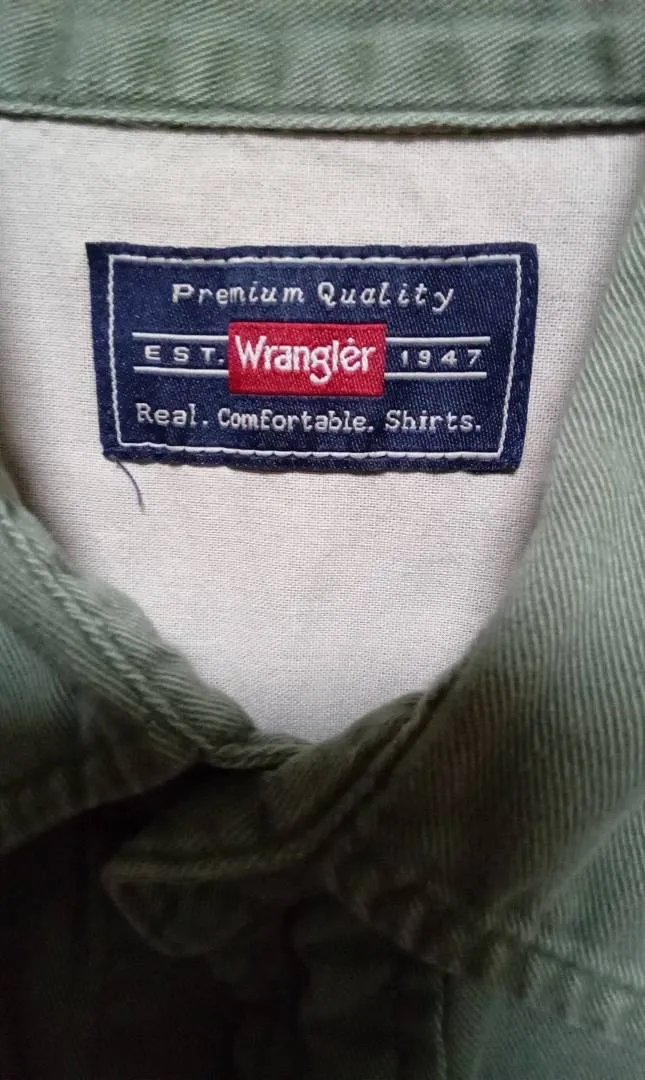 Premium Quality
EST. Wrangler 1947
Real. Comfortable. Shirts.